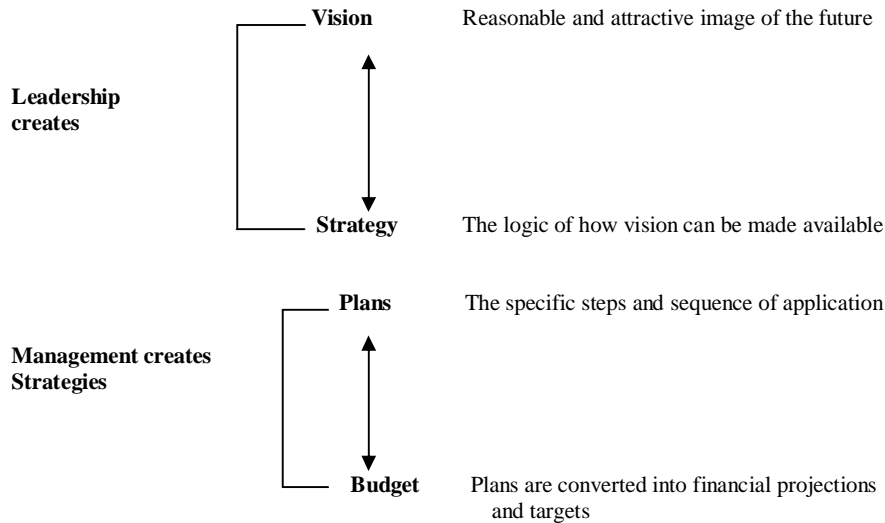 Vision Reasonable and attractive image of the future
Leadership
creates
Strategy The logic of how vision can be made available
Plans The specific steps and sequence of application
Management creates
Strategies
Budget Plans are converted into financial projections
and targets